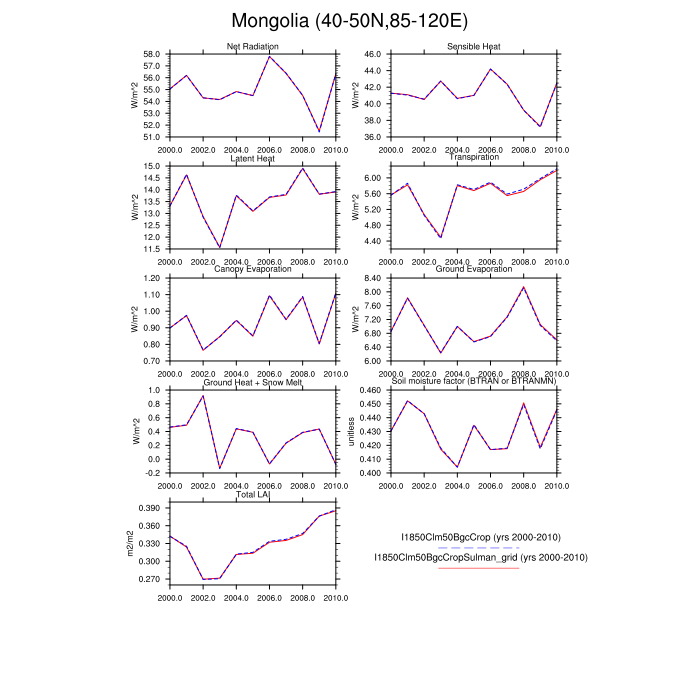 Mongolia (40-50N,85-120E)
Net Radiation
58.0
57.0
56.0
55.0
54.0
53.0
52.0
51.0
W/m^2
2000.0 2002.0 2004.0 2006.0 2008.0 2010.0
Sensible Heat
46.0
44.0
42.0
40.0
38.0
36.0
W/m^2
2000.0 2002.0 2004.0 2006.0 2008.0 2010.0
Latent Heat
15.0
14.5
14.0
13.5
13.0
12.5
12.0
11.5
W/m^2
2000.0 2002.0 2004.0 2006.0 2008.0 2010.0
Transpiration
6.00
5.60
5.20
4.80
4.40
W/m^2
2000.0 2002.0 2004.0 2006.0 2008.0 2010.0
Canopy Evaporation
1.20
1.10
1.00
0.90
0.80
0.70
W/m^2
2000.0 2002.0 2004.0 2006.0 2008.0 2010.0
Ground Evaporation
8.40
8.00
7.60
7.20
6.80
6.40
6.00
W/m^2
2000.0 2002.0 2004.0 2006.0 2008.0 2010.0
Ground Heat + Snow Melt
1.0
0.8
0.6
0.4
0.2
0.0
-0.2
W/m^2
2000.0 2002.0 2004.0 2006.0 2008.0 2010.0
Soil moisture factor (BTRAN or BTRANMN)
0.460
0.450
0.440
0.430
0.420
0.410
0.400
unitless
2000.0 2002.0 2004.0 2006.0 2008.0 2010.0
Total LAI
0.390
0.360
0.330
0.300
0.270
m2/m2
2000.0 2002.0 2004.0 2006.0 2008.0 2010.0
I1850Clm50BgcCrop (yrs 2000-2010)
I1850Clm50BgcCropSulman_grid (yrs 2000-2010)